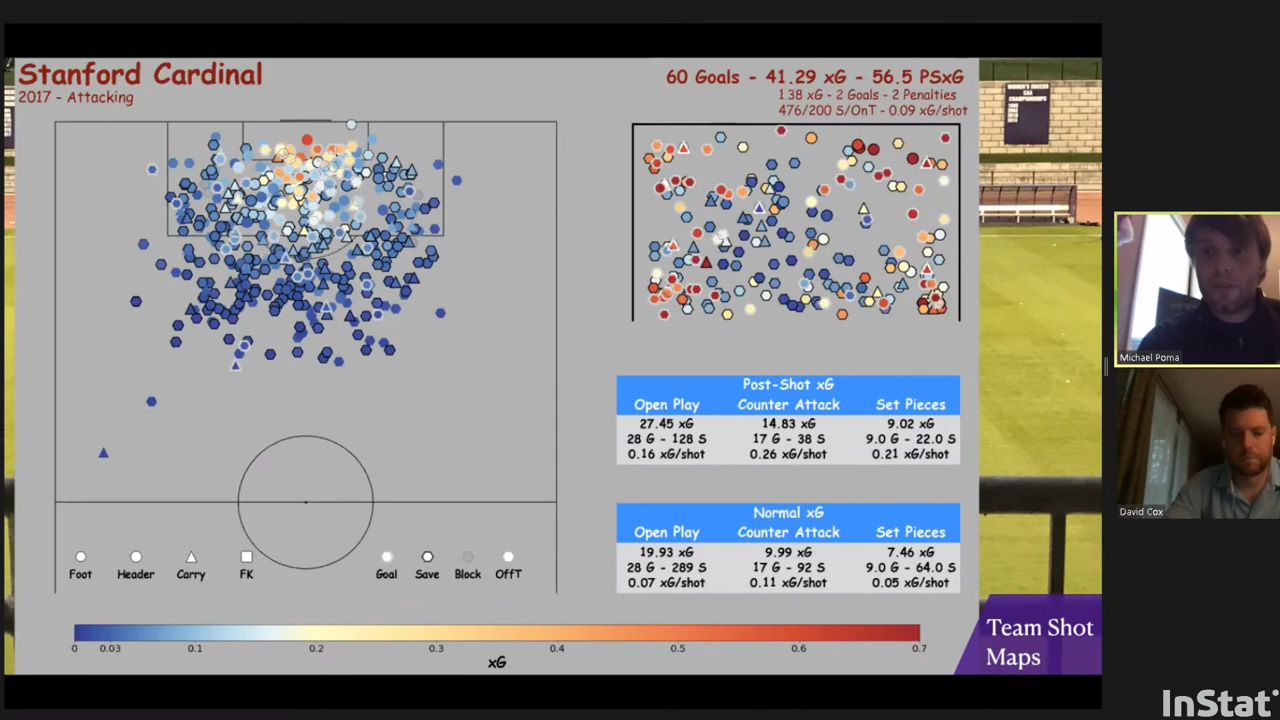 Stanford Cardinal
2017 - Attacking
60 Goals - 41.29 xG - 56.5 PSxG
1.38 xG - 2 Goals - 2 Penalties
476/200 S/OnT - 0.09 xG/shot
Post-Shot xG
Open Play Counter Attack Set Pieces
27.45 xG 14.83 xG 9.02 xG
28 G - 128 S 17 G - 38 S 9.0 G - 22.0 S
0.16 xG/shot 0.26 xG/shot 0.21 xG/shot
Normal xG
Open Play Counter Attack Set Pieces
19.93 xG 9.99 xG 7.46 xG
28 G - 289 S 17 G - 92 S 9.0 G - 64.0 S
0.07 xG/shot 0.11 xG/shot 0.05 xG/shot
Foot Header Carry FK Goal Save Block OffT
0 0.03 0.1 0.2 0.3 0.4 0.5 0.6 0.7
xG
Team Shot
Maps
WOMEN'S SOCCER
CAA
CHAMPIONSHIPS
Michael Poma
David Cox
InStat